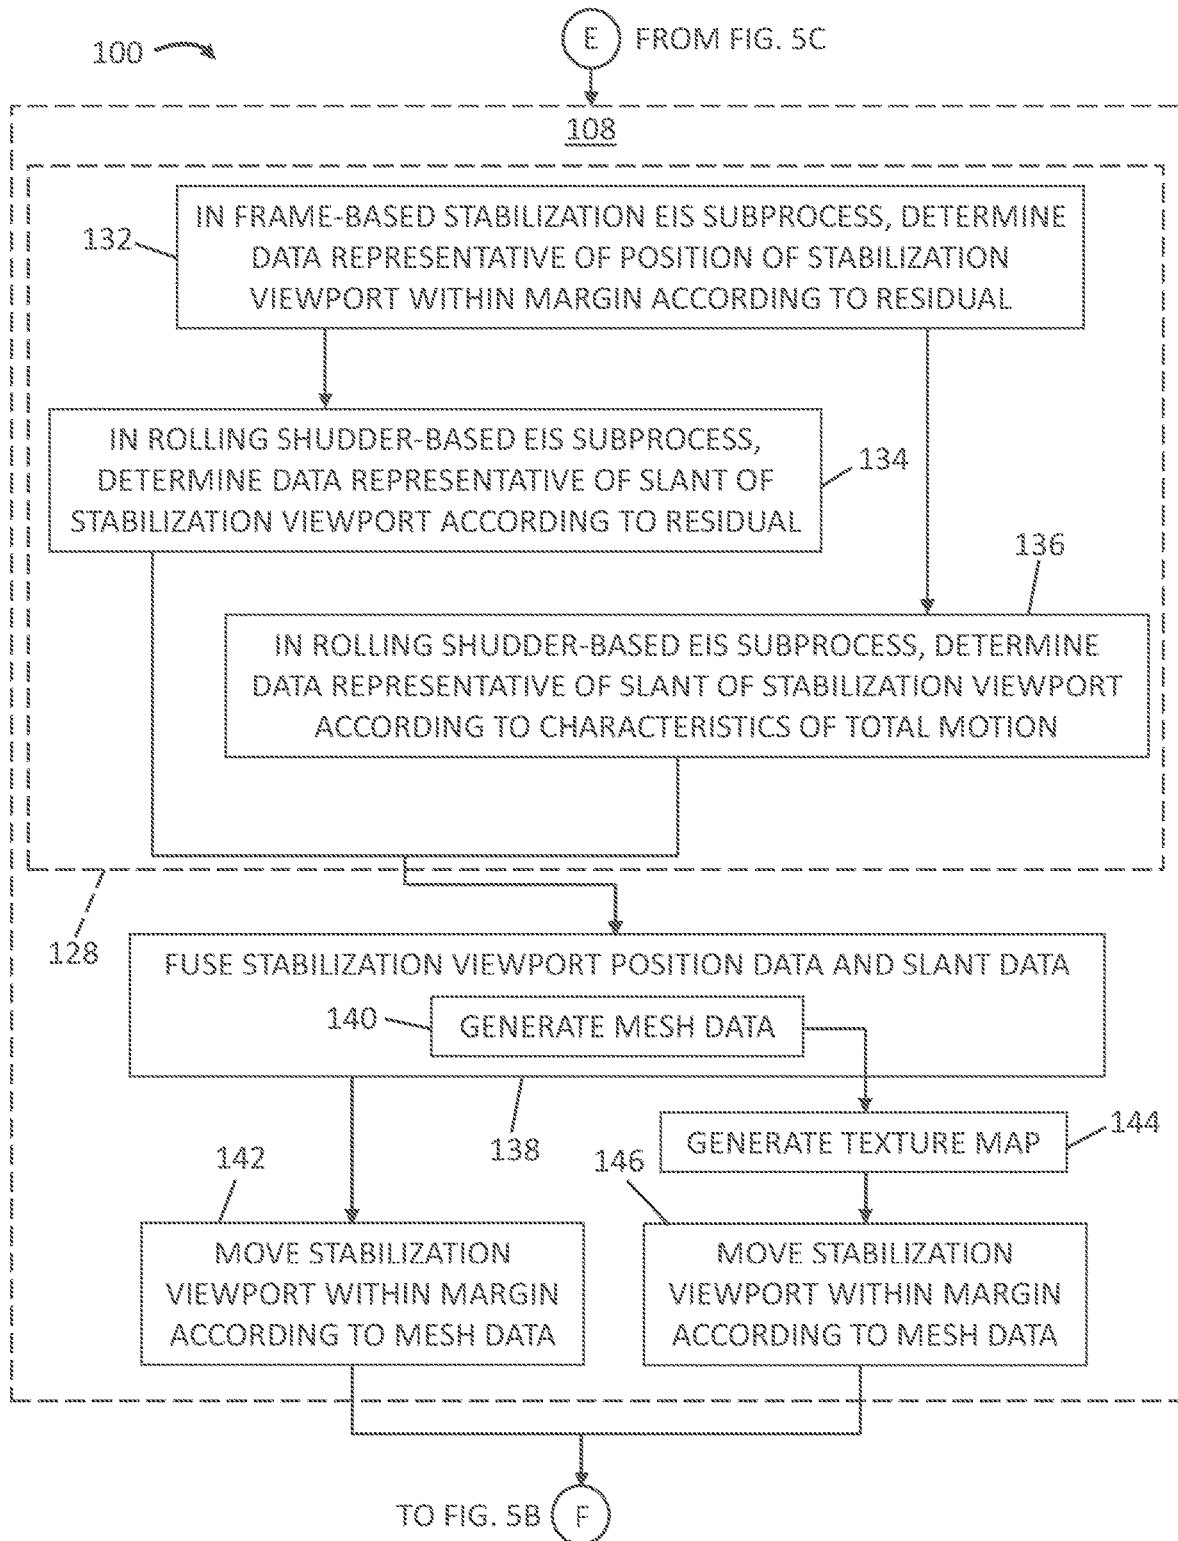 100
E FROM FIG. 5C
108
132
IN FRAME-BASED STABILIZATION EIS SUBPROCESS, DETERMINE
DATA REPRESENTATIVE OF POSITION OF STABILIZATION
VIEWPORT WITHIN MARGIN ACCORDING TO RESIDUAL
IN ROLLING SHUDDER-BASED EIS SUBPROCESS,
DETERMINE DATA REPRESENTATIVE OF SLANT OF
STABILIZATION VIEWPORT ACCORDING TO RESIDUAL
134
136
IN ROLLING SHUDDER-BASED EIS SUBPROCESS, DETERMINE
DATA REPRESENTATIVE OF SLANT OF STABILIZATION VIEWPORT
ACCORDING TO CHARACTERISTICS OF TOTAL MOTION
128
FUSE STABILIZATION VIEWPORT POSITION DATA AND SLANT DATA
140
GENERATE MESH DATA
138
GENERATE TEXTURE MAP
144
142
146
MOVE STABILIZATION
VIEWPORT WITHIN MARGIN
ACCORDING TO MESH DATA
MOVE STABILIZATION
VIEWPORT WITHIN MARGIN
ACCORDING TO MESH DATA
TO FIG. 5B F